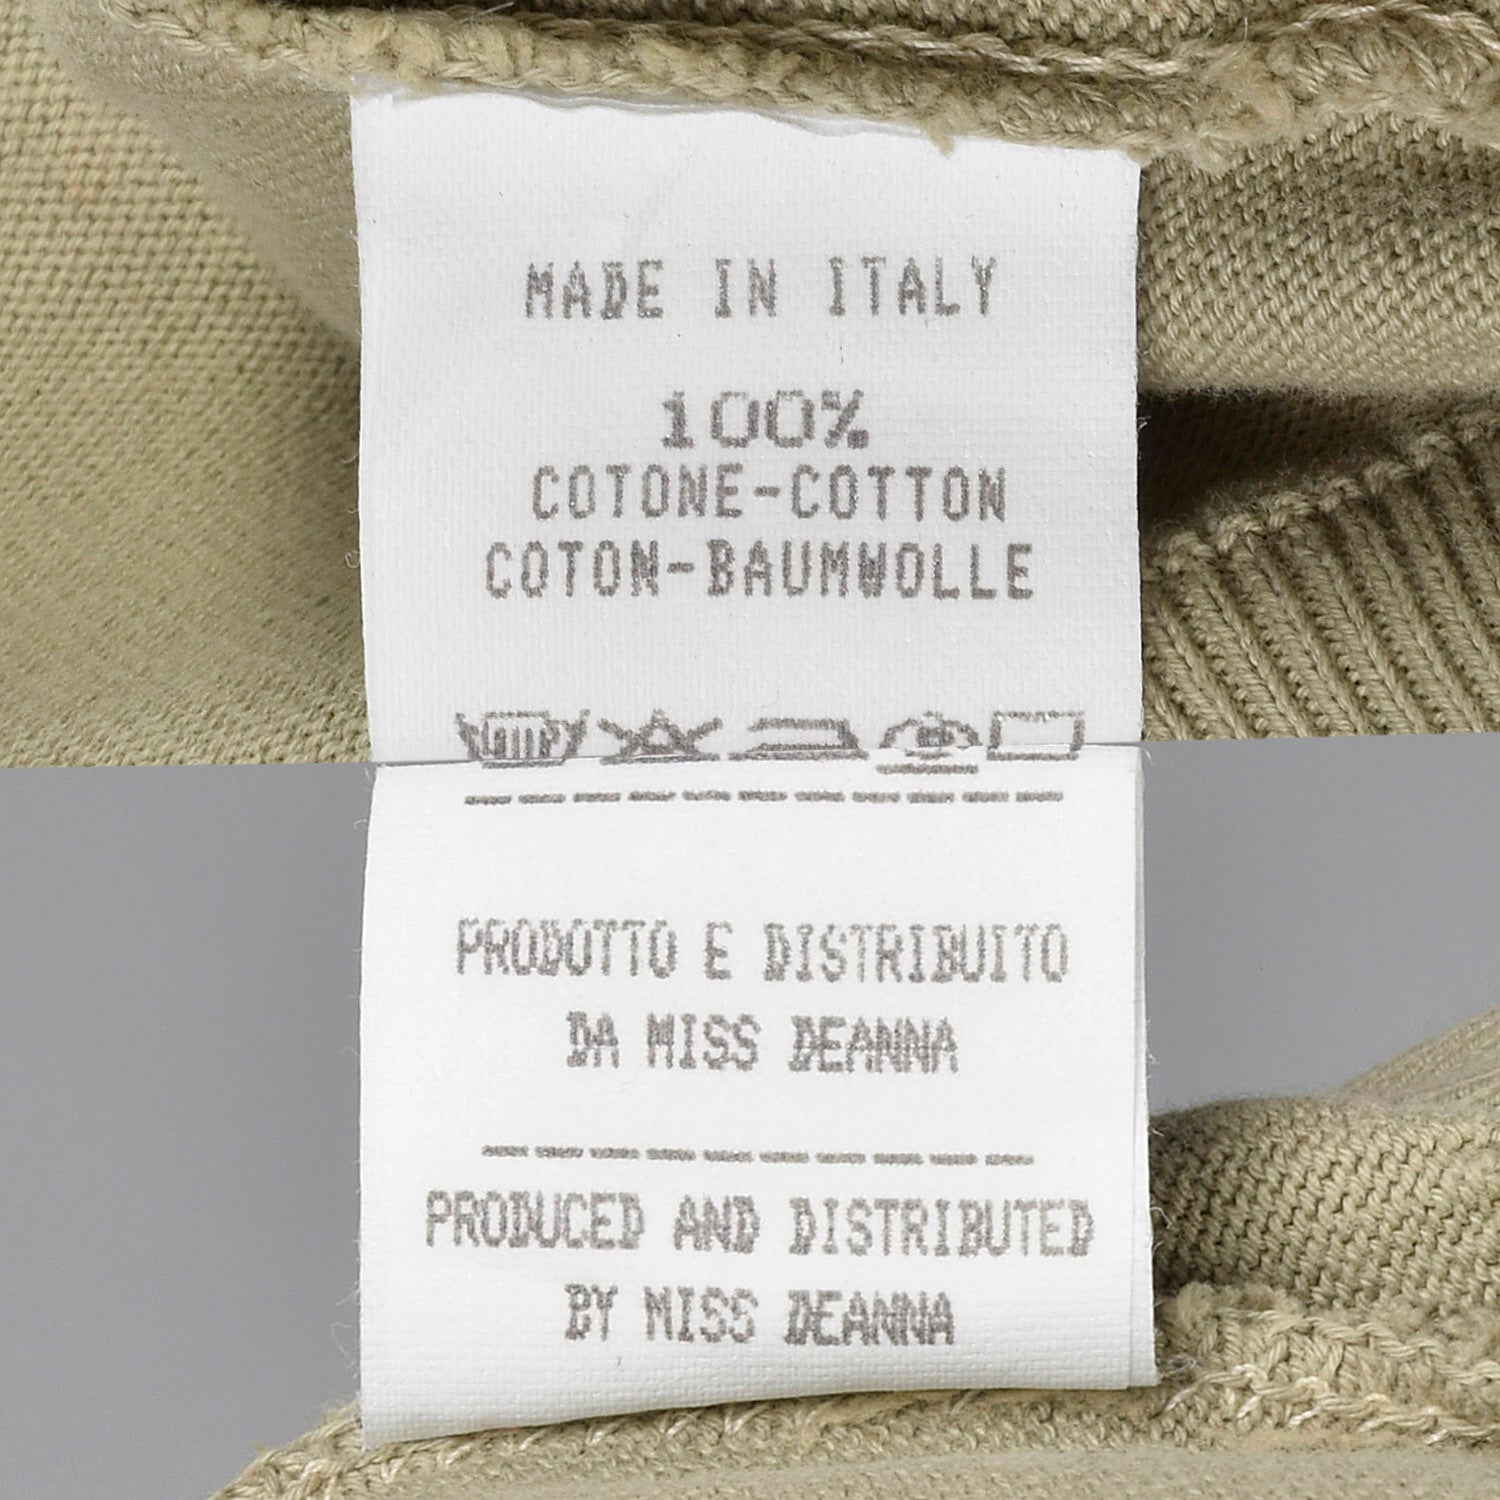 MADE IN ITALY
100%
COTONE-COTTON
COTON-BAUMWOLLE
PRODOTTO E DISTRIBUITO
DA MISS DEANNA
PRODUCED AND DISTRIBUTED
BY MISS DEANNA